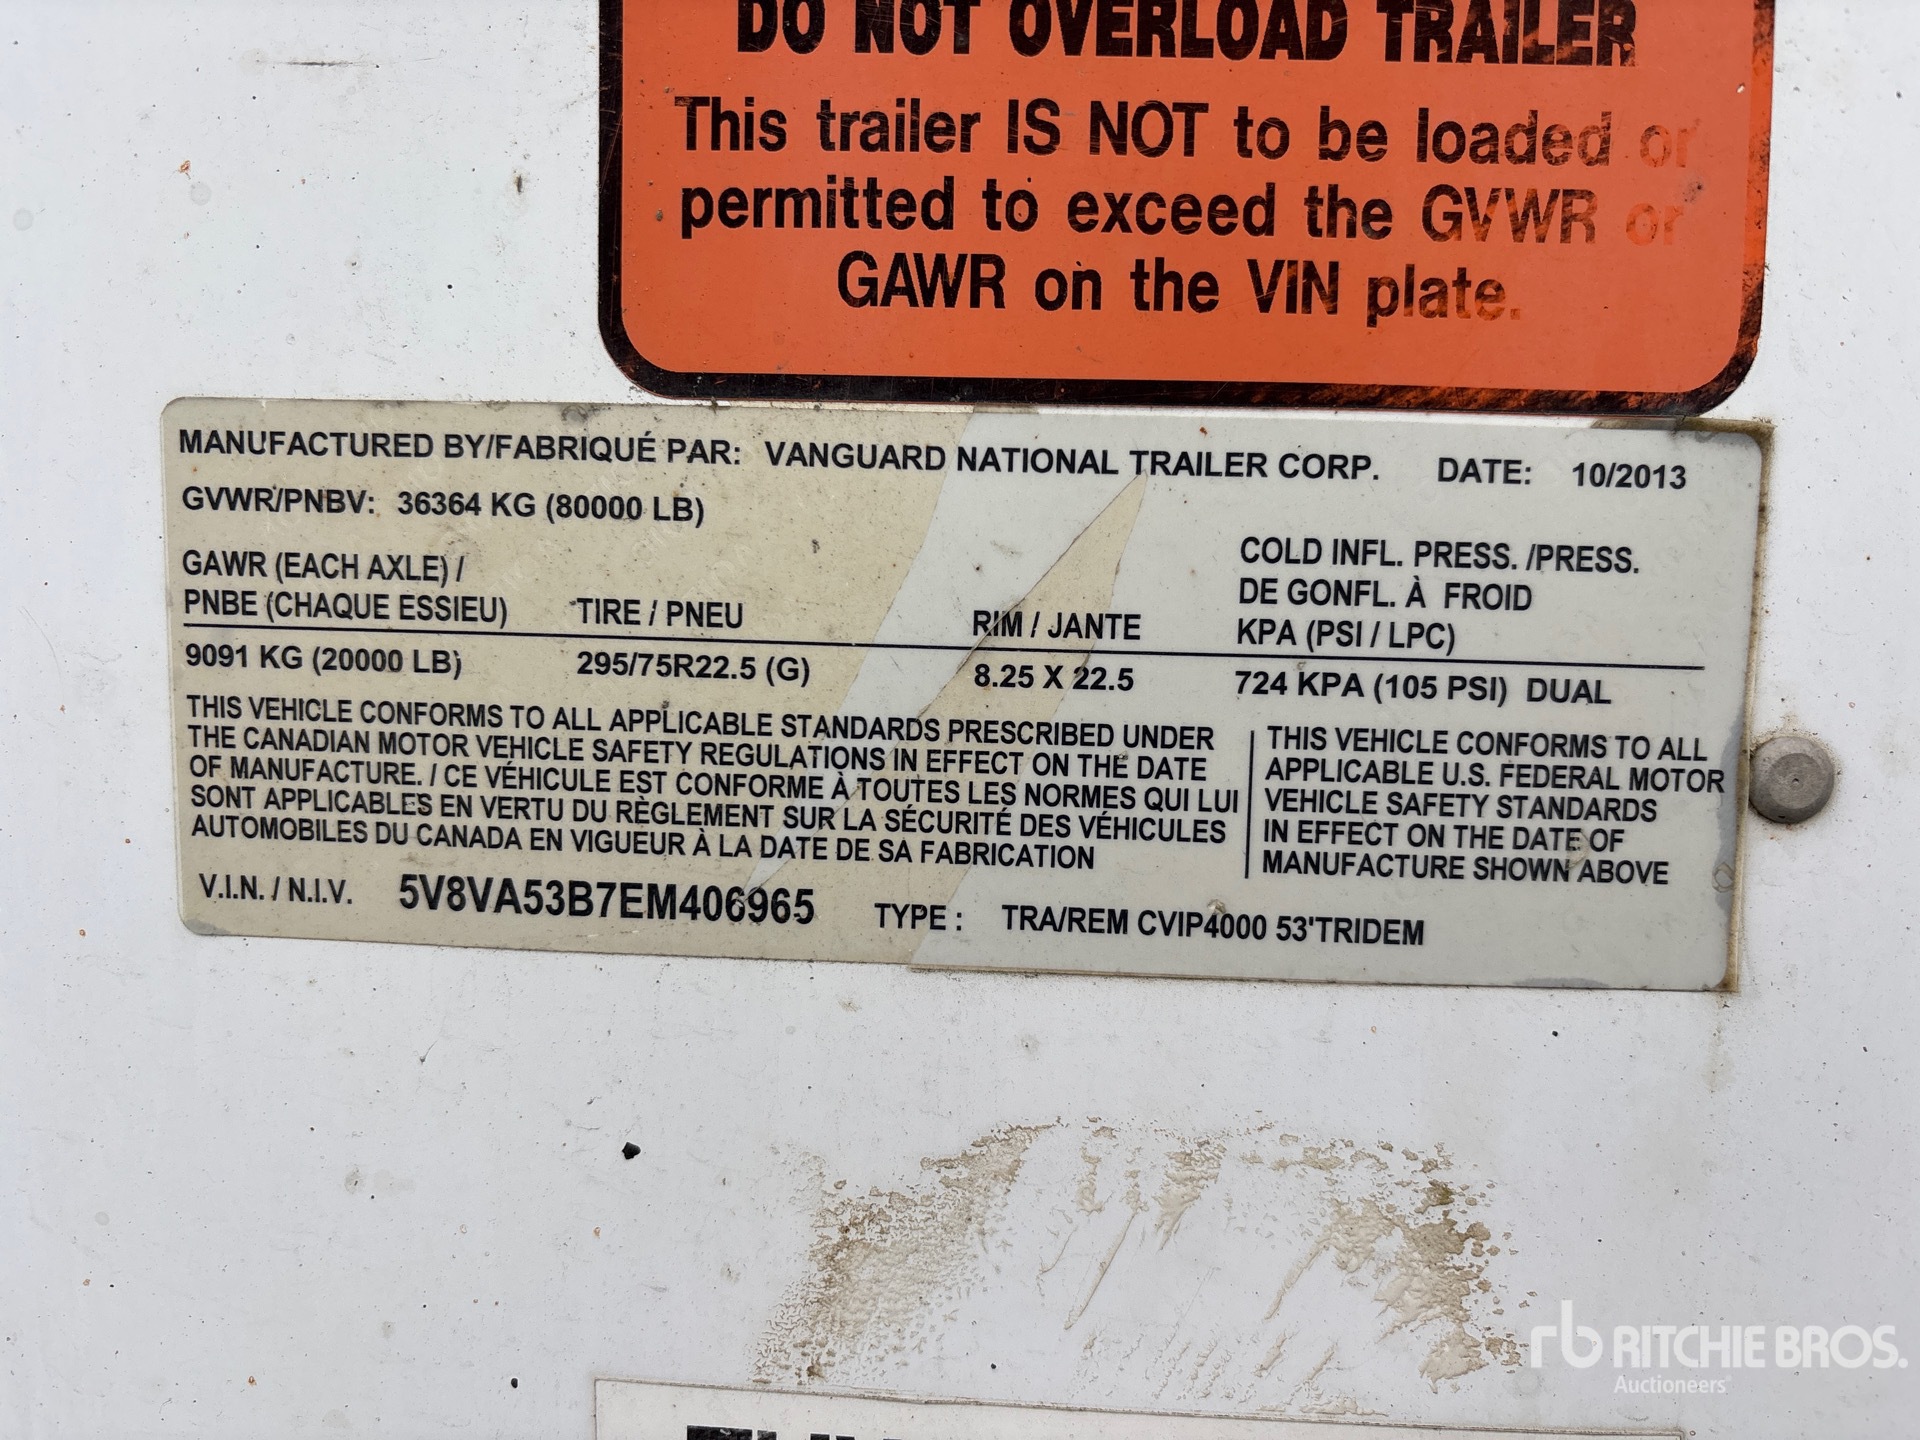 DO NOT OVERLOAD TRAILER
This trailer IS NOT to be loaded or
permitted to exceed the GVWR or
GAWR on the VIN plate.
MANUFACTURED BY/FABRIQUÉ PAR: VANGUARD NATIONAL TRAILER CORP. DATE: 10/2013
GVWR/PNBV: 36364 KG (80000 LB)
GAWR (EACH AXLE) /
PNBE (CHAQUE ESSIEU) TIRE / PNEU RIM / JANTE
COLD INFL. PRESS. /PRESS.
DE GONFL. À FROID
KPA (PSI / LPC)
9091 KG (20000 LB) 295/75R22.5 (G) 8.25 X 22.5 724 KPA (105 PSI) DUAL
THIS VEHICLE CONFORMS TO ALL APPLICABLE STANDARDS PRESCRIBED UNDER
THE CANADIAN MOTOR VEHICLE SAFETY REGULATIONS IN EFFECT ON THE DATE
OF MANUFACTURE. / CE VÉHICULE EST CONFORME À TOUTES LES NORMES QUI LUI
SONT APPLICABLES EN VERTU DU RÈGLEMENT SUR LA SÉCURITÉ DES VÉHICULES
AUTOMOBILES DU CANADA EN VIGUEUR À LA DATE DE SA FABRICATION
THIS VEHICLE CONFORMS TO ALL
APPLICABLE U.S. FEDERAL MOTOR
VEHICLE SAFETY STANDARDS
IN EFFECT ON THE DATE OF
MANUFACTURE SHOWN ABOVE
V.I.N. / N.I.V. 5V8VA53B7EM406965 TYPE : TRA/REM CVIP4000 53'TRIDEM
rb RITCHIE BROS.
Auctioneers